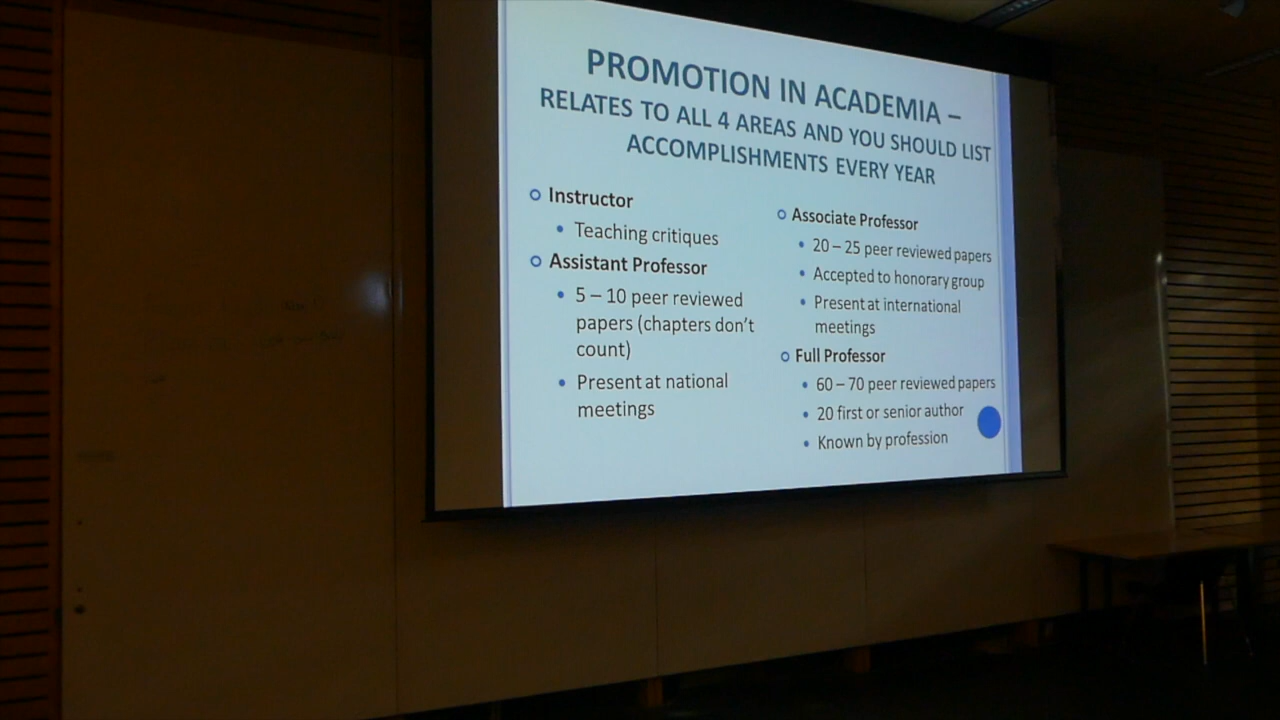 PROMOTION IN ACADEMIA –
RELATES TO ALL 4 AREAS AND YOU SHOULD LIST
ACCOMPLISHMENTS EVERY YEAR
Instructor
• Teaching critiques
Assistant Professor
• 5 – 10 peer reviewed
papers (chapters don't
count)
• Present at national
meetings
Associate Professor
• 20 – 25 peer reviewed papers
• Accepted to honorary group
• Present at international
meetings
Full Professor
• 60 – 70 peer reviewed papers
• 20 first or senior author
• Known by profession